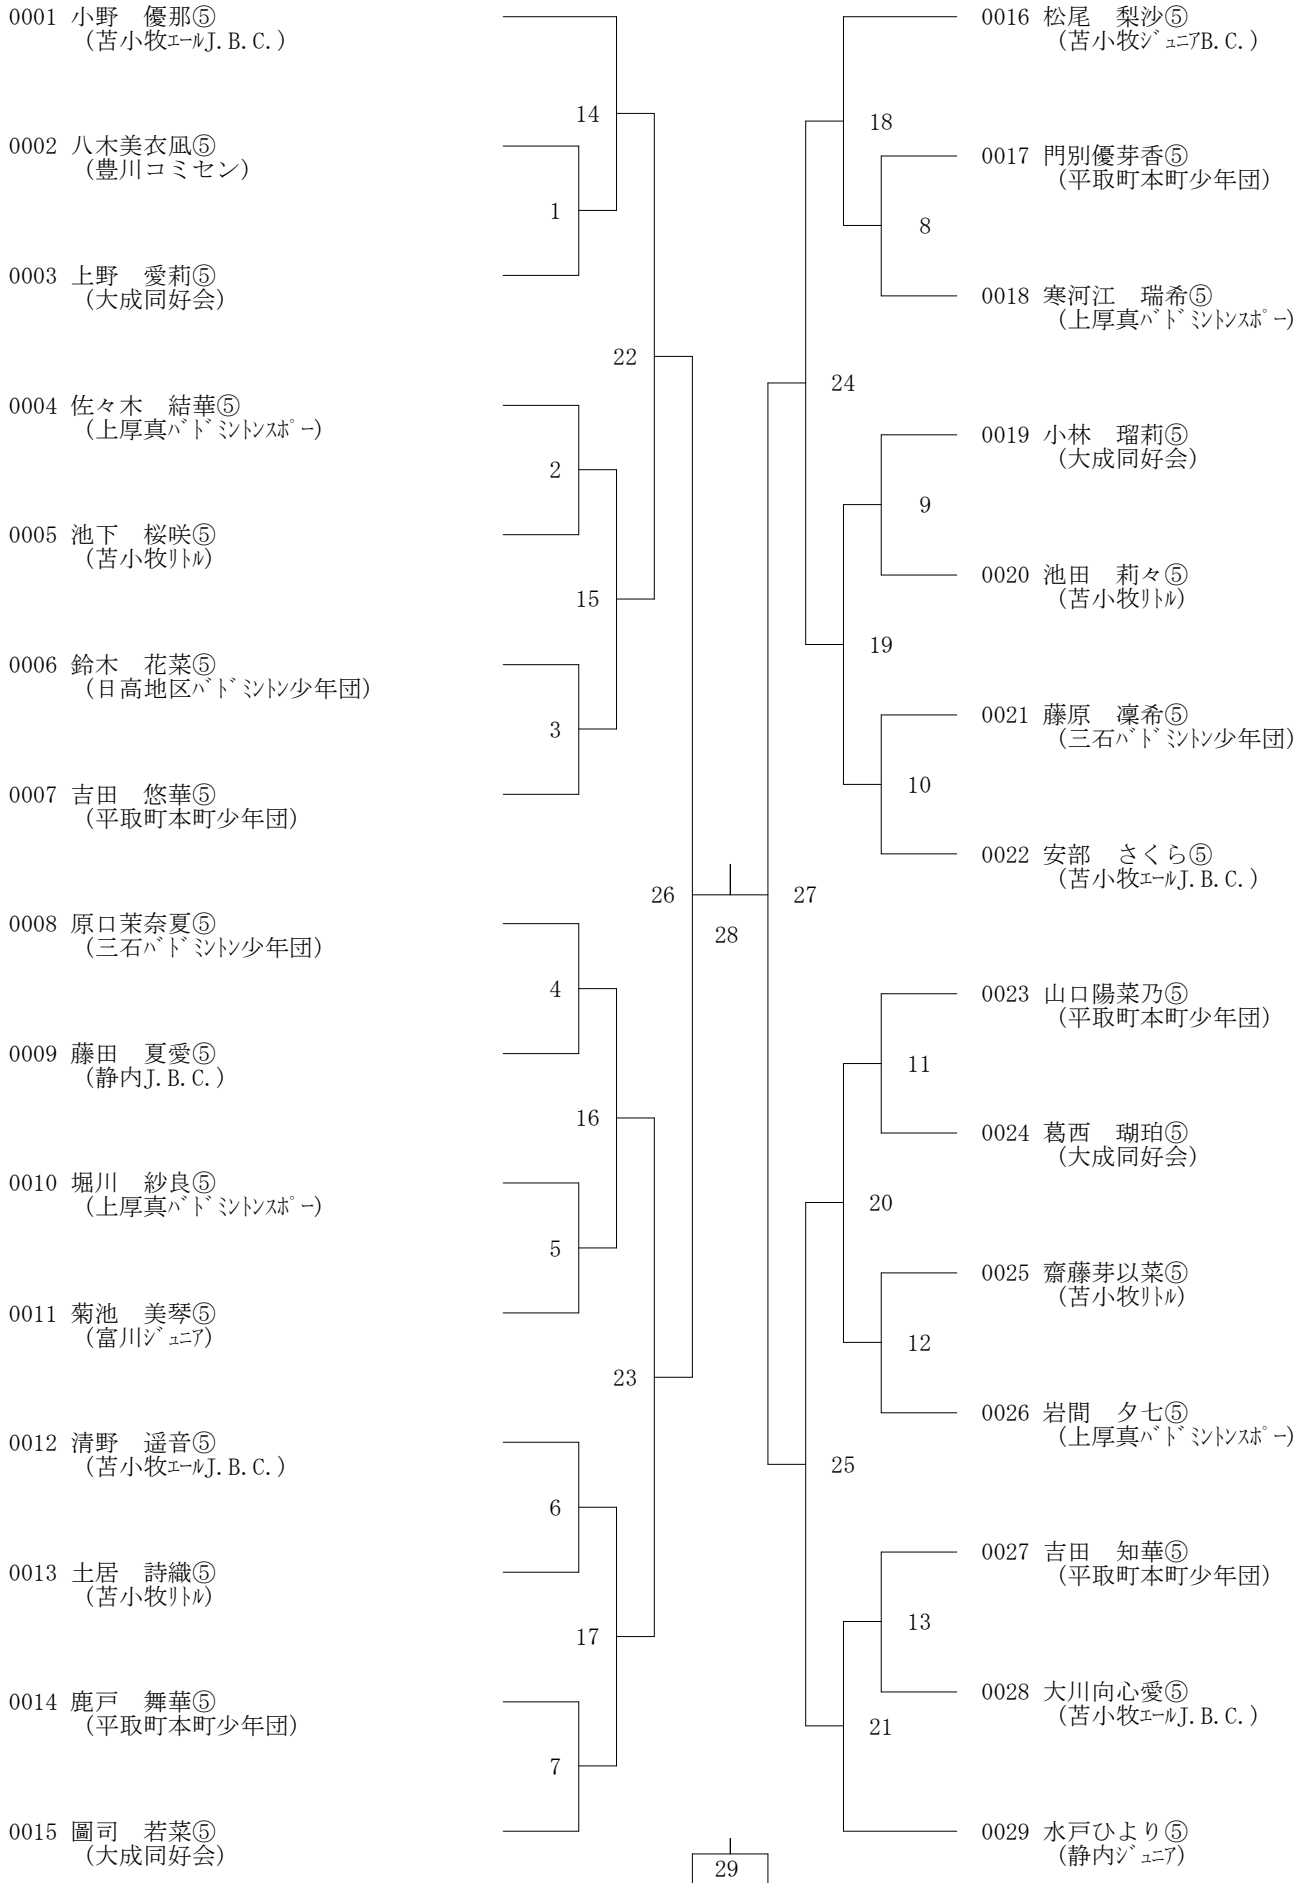 0001 小野　優那⑤
(苫小牧ｴｰﾙJ.B.C.)
14
0002 八木美衣凪⑤
(豊川コミセン)
1
0003 上野　愛莉⑤
(大成同好会)
22
0004 佐々木　結華⑤
(上厚真ﾊﾞﾄﾞﾐﾝﾄﾝｽﾎﾟｰ)
2
0005 池下　桜咲⑤
(苫小牧ﾘﾄﾙ)
15
0006 鈴木　花菜⑤
(日高地区ﾊﾞﾄﾞﾐﾝﾄﾝ少年団)
3
0007 吉田　悠華⑤
(平取町本町少年団)
26
0008 原口茉奈夏⑤
(三石ﾊﾞﾄﾞﾐﾝﾄﾝ少年団)
4
0009 藤田　夏愛⑤
(静内J.B.C.)
16
0010 堀川　紗良⑤
(上厚真ﾊﾞﾄﾞﾐﾝﾄﾝｽﾎﾟｰ)
5
0011 菊池　美琴⑤
(富川ｼﾞｭﾆｱ)
23
0012 清野　遥音⑤
(苫小牧ｴｰﾙJ.B.C.)
6
0013 土居　詩織⑤
(苫小牧ﾘﾄﾙ)
17
0014 鹿戸　舞華⑤
(平取町本町少年団)
7
0015 圖司　若菜⑤
(大成同好会)
28
29
0016 松尾　梨沙⑤
(苫小牧ｼﾞｭﾆｱB.C.)
18
0017 門別優芽香⑤
(平取町本町少年団)
8
0018 寒河江　瑞希⑤
(上厚真ﾊﾞﾄﾞﾐﾝﾄﾝｽﾎﾟｰ)
24
0019 小林　瑠莉⑤
(大成同好会)
9
0020 池田　莉々⑤
(苫小牧ﾘﾄﾙ)
19
0021 藤原　凜希⑤
(三石ﾊﾞﾄﾞﾐﾝﾄﾝ少年団)
10
0022 安部　さくら⑤
(苫小牧ｴｰﾙJ.B.C.)
27
0023 山口陽菜乃⑤
(平取町本町少年団)
11
0024 葛西　瑚珀⑤
(大成同好会)
20
0025 齋藤芽以菜⑤
(苫小牧ﾘﾄﾙ)
12
0026 岩間　夕七⑤
(上厚真ﾊﾞﾄﾞﾐﾝﾄﾝｽﾎﾟｰ)
25
0027 吉田　知華⑤
(平取町本町少年団)
13
0028 大川向心愛⑤
(苫小牧ｴｰﾙJ.B.C.)
21
0029 水戸ひより⑤
(静内ｼﾞｭﾆｱ)